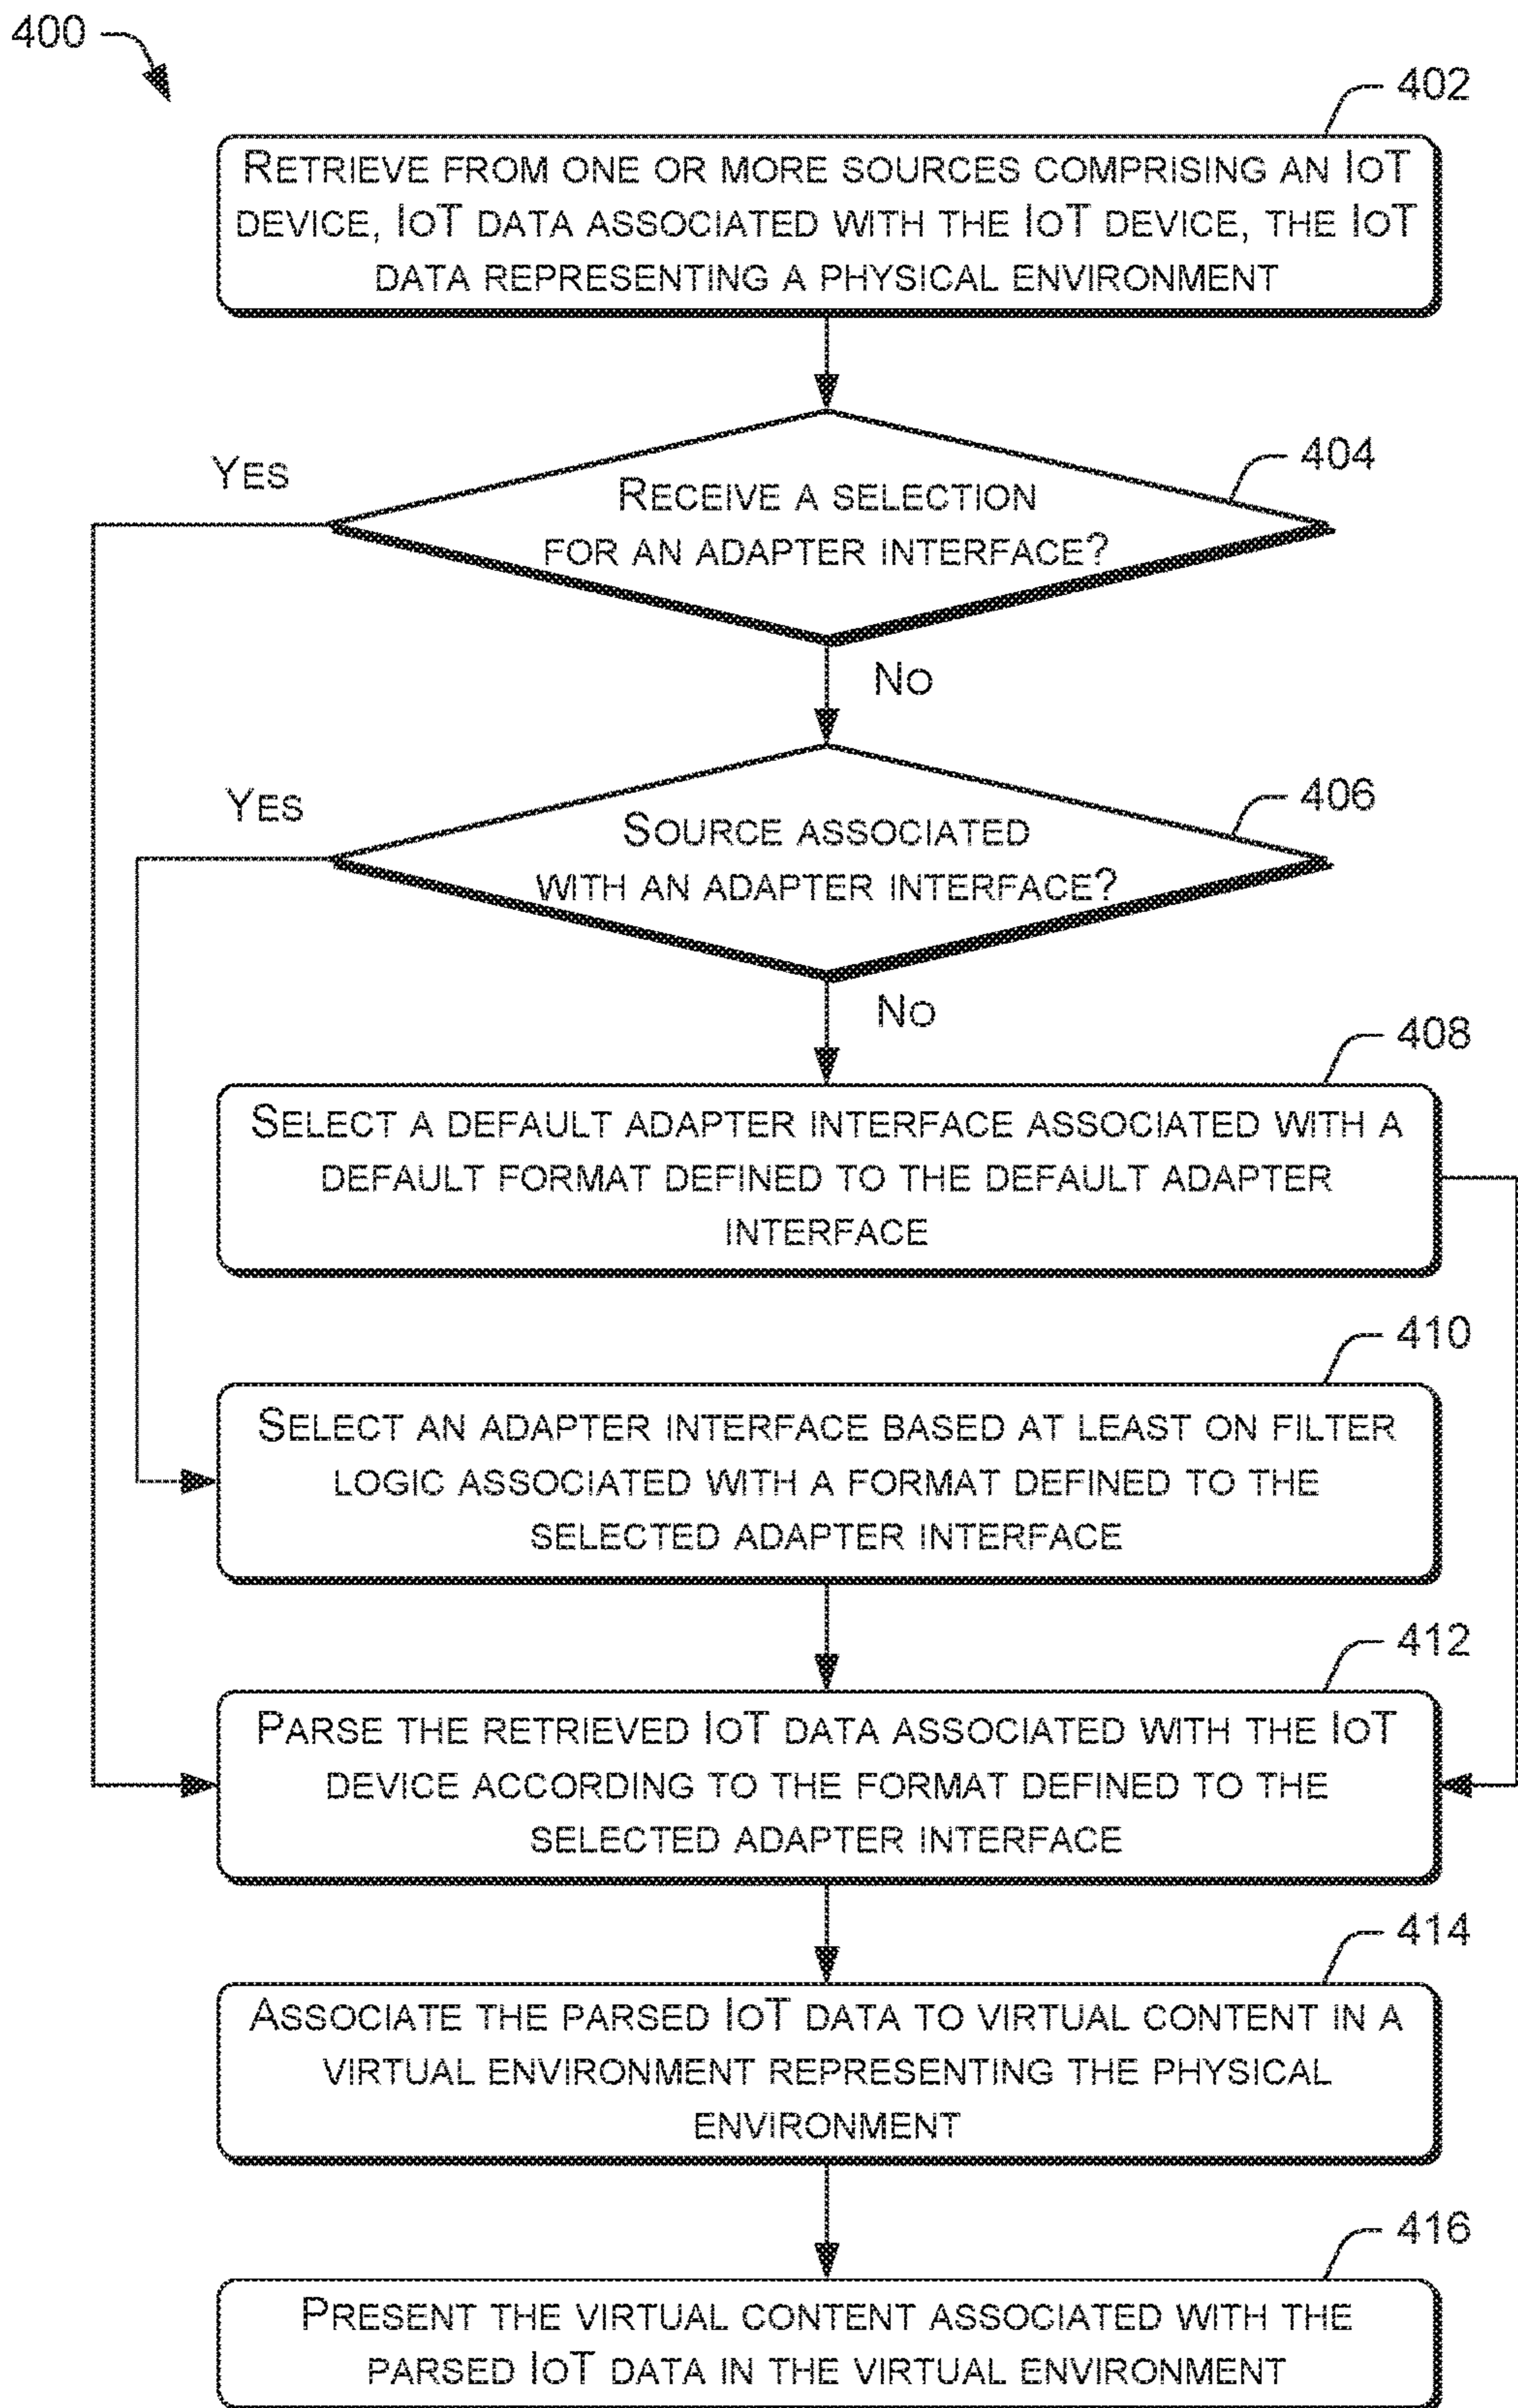 400
402
RETRIEVE FROM ONE OR MORE SOURCES COMPRISING AN IOT
DEVICE, IOT DATA ASSOCIATED WITH THE IOT DEVICE, THE IOT
DATA REPRESENTING A PHYSICAL ENVIRONMENT
404
YES
RECEIVE A SELECTION
FOR AN ADAPTER INTERFACE?
NO
406
YES
SOURCE ASSOCIATED
WITH AN ADAPTER INTERFACE?
NO
408
SELECT A DEFAULT ADAPTER INTERFACE ASSOCIATED WITH A
DEFAULT FORMAT DEFINED TO THE DEFAULT ADAPTER
INTERFACE
410
SELECT AN ADAPTER INTERFACE BASED AT LEAST ON FILTER
LOGIC ASSOCIATED WITH A FORMAT DEFINED TO THE
SELECTED ADAPTER INTERFACE
412
PARSE THE RETRIEVED IOT DATA ASSOCIATED WITH THE IOT
DEVICE ACCORDING TO THE FORMAT DEFINED TO THE
SELECTED ADAPTER INTERFACE
414
ASSOCIATE THE PARSED IOT DATA TO VIRTUAL CONTENT IN A
VIRTUAL ENVIRONMENT REPRESENTING THE PHYSICAL
ENVIRONMENT
416
PRESENT THE VIRTUAL CONTENT ASSOCIATED WITH THE
PARSED IOT DATA IN THE VIRTUAL ENVIRONMENT